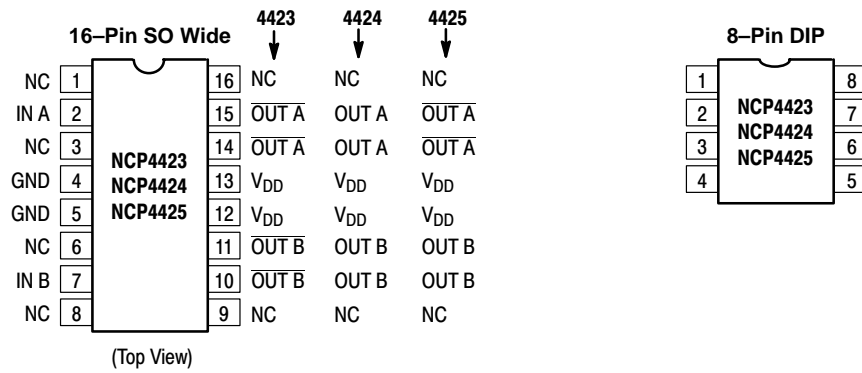 4423 4424 4425
16–Pin SO Wide
8–Pin DIP
NC 1 16 NC NC NC
IN A 2 15 OUT A OUT A OUT A
NC 3 14 OUT A OUT A OUT A
GND 4 13 VDD VDD VDD
GND 5 12 VDD VDD VDD
NC 6 11 OUT B OUT B OUT B
IN B 7 10 OUT B OUT B OUT B
NC 8 9 NC NC NC
NCP4423
NCP4424
NCP4425
(Top View)
1 8
2 7
3 6
4 5
NCP4423
NCP4424
NCP4425